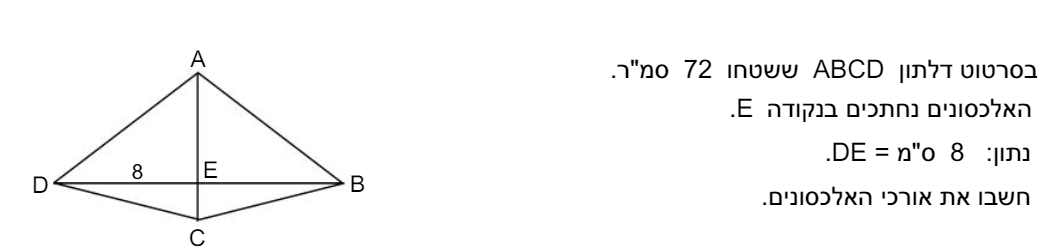 בסרטוט דלתון ABCD ששטחו 72 סמ"ר.
האלכסונים נחתכים בנקודה E.
נתון: 8 ס"מ = DE.
חשבו את אורכי האלכסונים.
A
8
E
D
B
C